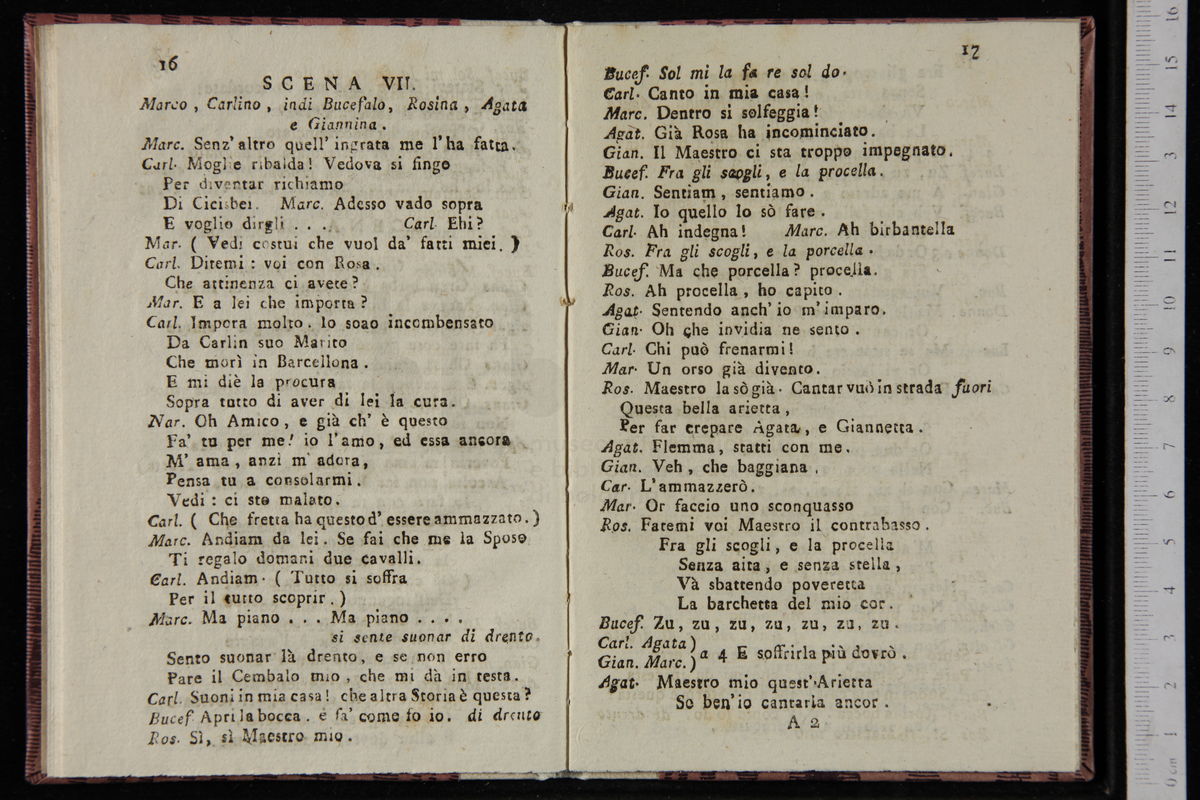 16
SCENA VII.
Marco , Carlino , indi Bucefalo, Rosina , Agata
e Giannina .
Marc. Senz' altro quell' ingrata me l' ha fatta.
Carl. Moglie ribalda! Vedova si finge
Per diventar richiamo
Di Cicisbei. Marc. Adesso vado sopra
E voglio dirgli . . . . Carl. Ehi?
Mar. ( Vedi costui che vuol da' fatti miei. )
Carl. Ditemi : voi con Rosa .
Che attinenza ci avete?
Mar. E a lei che importa ?
Carl. Impora molto. Io soao incombensato
Da Carlin suo Marito
Che morì in Barcellona .
E mi diè la procura
Sopra tutto di aver di lei la cura.
Nar. Oh Amico , e già ch' è questo
Fa' tu per me! io l' amo , ed essa ancora
M' ama , anzi m' adora,
Pensa tu a consolarmi .
Vedi : ci sto malato.
Carl. ( Che fretta ha questo d' essere ammazzato. )
Marc. Andiam da lei. Se fai che me la Sposo
Ti regalo domani due cavalli.
Carl. Andiam. ( Tutto si soffra
Per il tutto scoprir. )
Marc. Ma piano . . . Ma piano . . . .
si sente suonar di drento.
Sento suonar là drento, e se non erro
Pare il Cembalo mio , che mi dà in testa.
Carl. Suoni in mia casa! che altra Storia è questa?
Bucef Apri la bocca . e fa' como fo io. di drento
Ros. Sì, sì Maestro mio .
17
Bucef. Sol mi la fa re sol do.
Carl. Canto in mia casa!
Marc. Dentro si solfeggia!
Agat. Già Rosa ha incominciato.
Gian. Il Maestro ci sta troppo impegnato.
Bucef. Fra gli scogli, e la procella.
Gian. Sentiam , sentiamo .
Agat. Io quello lo sò fare .
Carl. Ah indegna! Marc. Ah birbantella
Ros. Fra gli scogli, e la porcella .
Bucef. Ma che porcella? procella.
Ros. Ah procella , ho capito .
Agat. Sentendo anch' io m' imparo.
Gian. Oh che invidia ne sento .
Carl. Chi può frenarmi!
Mar. Un orso già divento.
Ros. Maestro la sò già. Cantar vuò in strada fuori
Questa bella arietta ,
Per far crepare Agata, e Giannetta .
Agat. Flemma, statti con me.
Gian. Veh , che baggiana .
Car. L' ammazzerò.
Mar. Or faccio uno sconquasso
Ros. Fatemi voi Maestro il contrabasso .
Fra gli scogli, e la procella
Senza aita, e senza stella ,
Và sbattendo poveretta
La barchetta del mio cor.
Bucef. Zu, zu , zu, zu, zu, zu, zu .
Carl. Agata )
Gian. Marc. ) a 4 E soffrirla più dovrò .
Agat. Maestro mio quest' Arietta
So ben' io cantarla ancor .
A 2